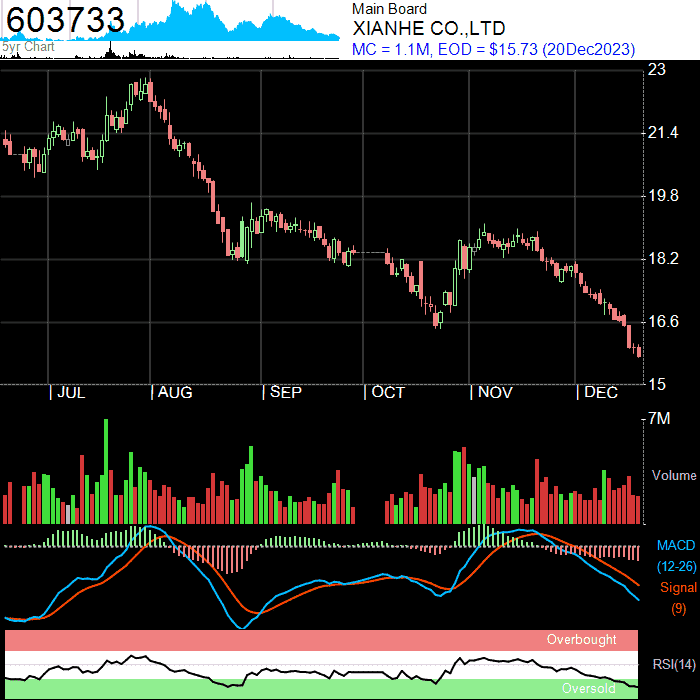 603733
5yr Chart
Main Board
XIANHE CO.,LTD
MC = 1.1M, EOD = $15.73 (20Dec2023)
23
21.4
19.8
18.2
16.6
15
JUL AUG SEP OCT NOV DEC
7M
Volume
MACD
(12-26)
Signal
(9)
Overbought
RSI(14)
Oversold